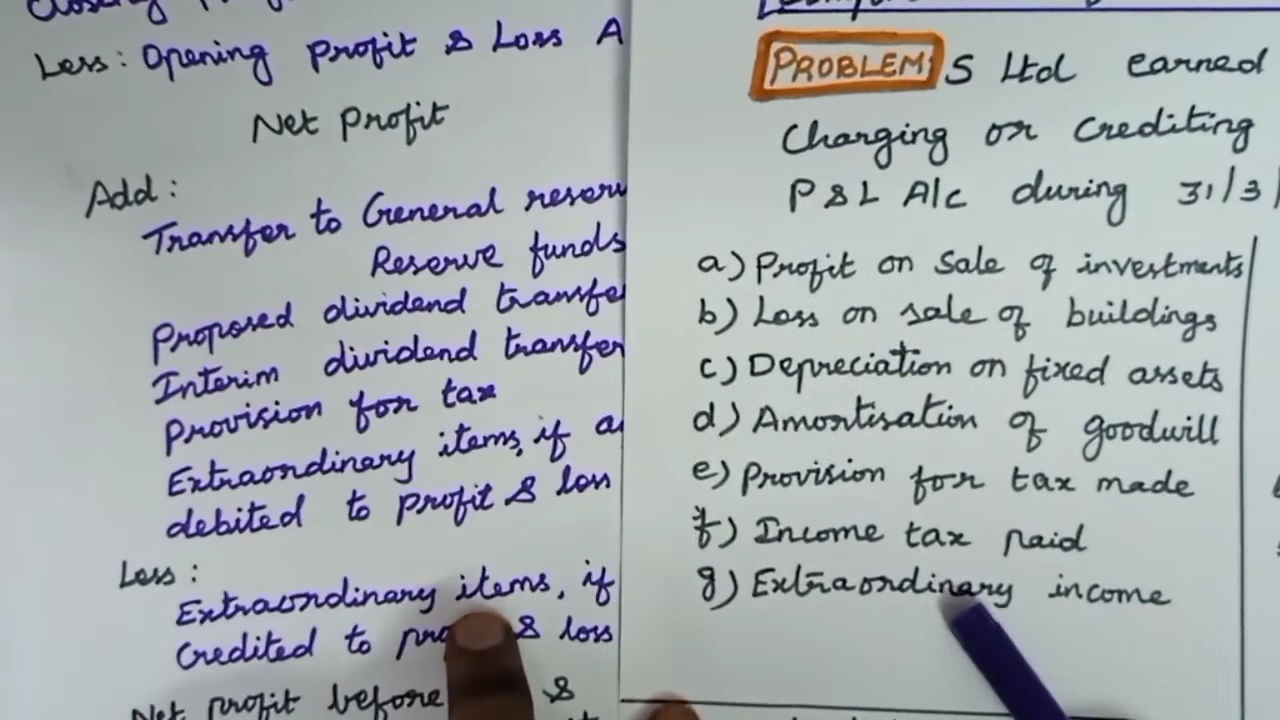 Less: Opening Profit & Loss A
Net Profit
Add:
Transfer to General reserv
Reserve funds
Proposed dividend transfe
Interim dividend transfer
Provision for tax
Extraordinary items, if a
debited to profit & loss
Less:
Extraordinary items, if
Credited to & loss
Net profit before &
PROBLEM: S Ltd earned
Charging or Crediting
P & L A/c during 31/3/
a) Profit on Sale of investments
b) Loss on sale of buildings
c) Depreciation on fixed assets
d) Amortisation of goodwill
e) Provision for tax made
f) Income tax paid
g) Extraordinary income